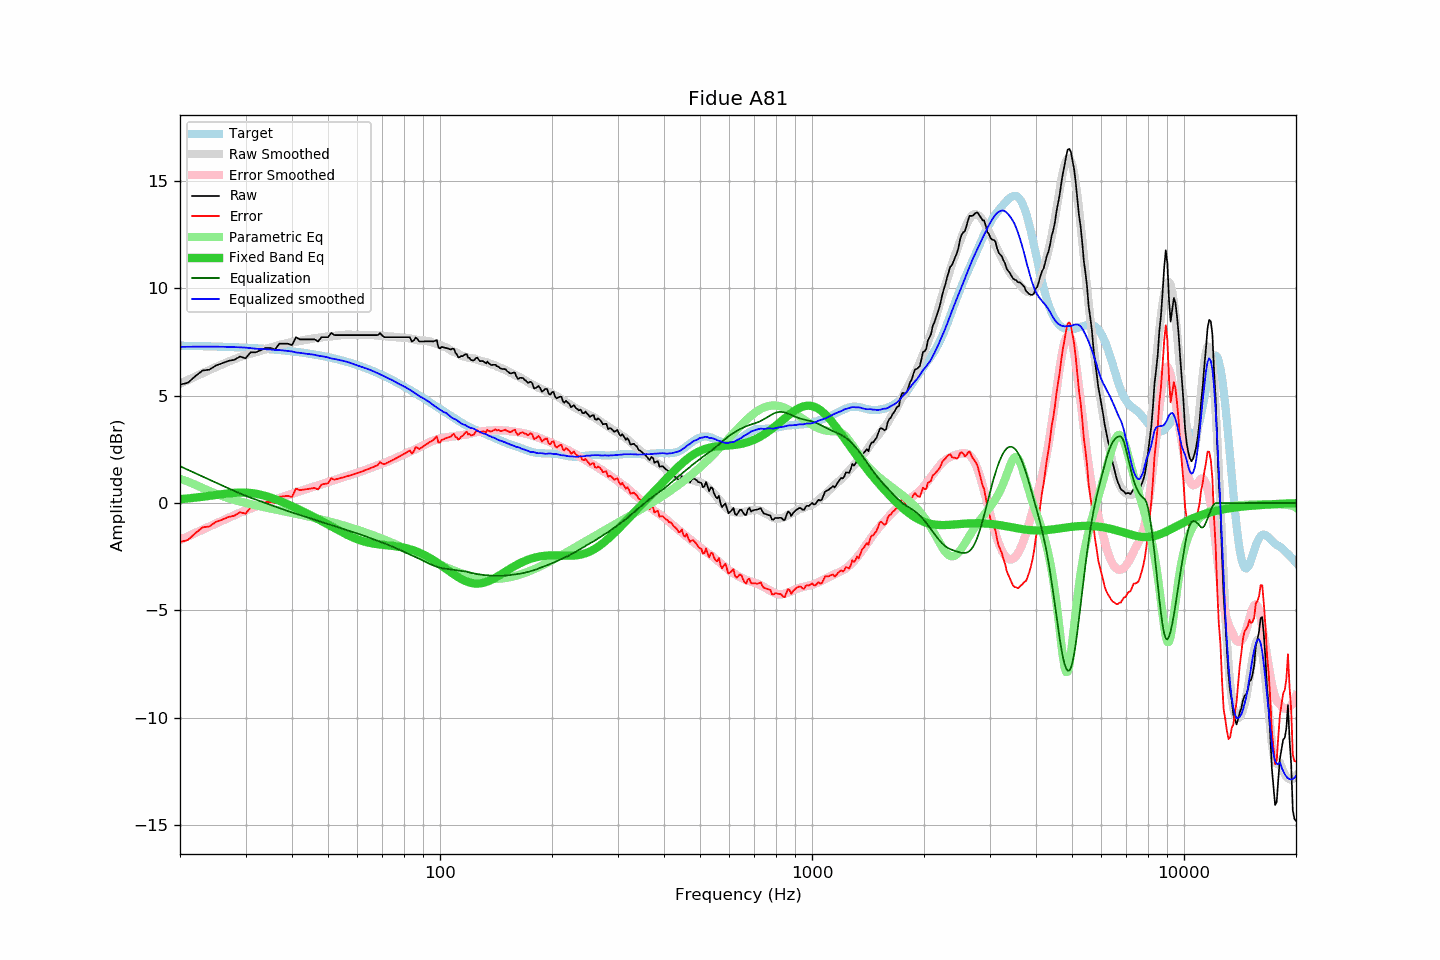 Fidue A81
Target
Raw Smoothed
Error Smoothed
Raw
Error
Parametric Eq
Fixed Band Eq
Equalization
Equalized smoothed
15
10
5
0
−5
−10
−15
Amplitude (dBr)
100
1000
10000
Frequency (Hz)